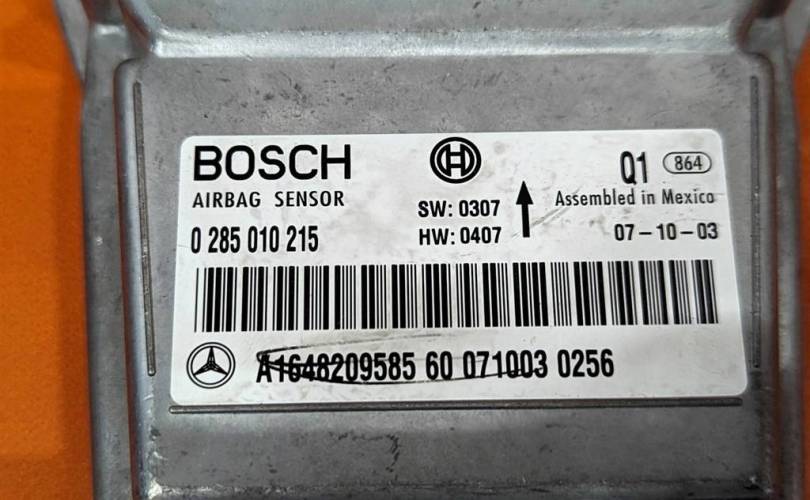 BOSCH
Q1 864
AIRBAG SENSOR
Assembled in Mexico
SW: 0307
0 285 010 215
HW: 0407
07-10-03
A1648209585 60 071003 0256